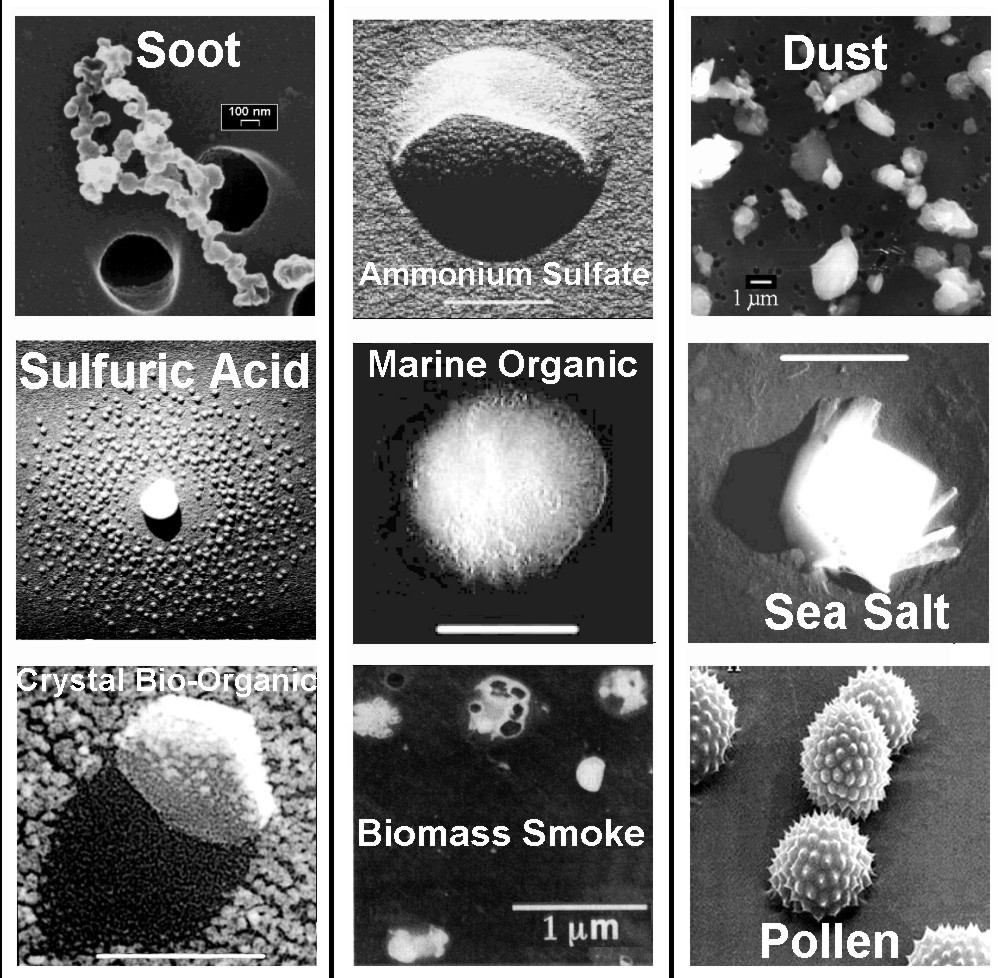 Soot
100 nm
Ammonium Sulfate
Dust
1 µm
Sulfuric Acid
Marine Organic
Sea Salt
Crystal Bio-Organic
Biomass Smoke
1 µm
Pollen